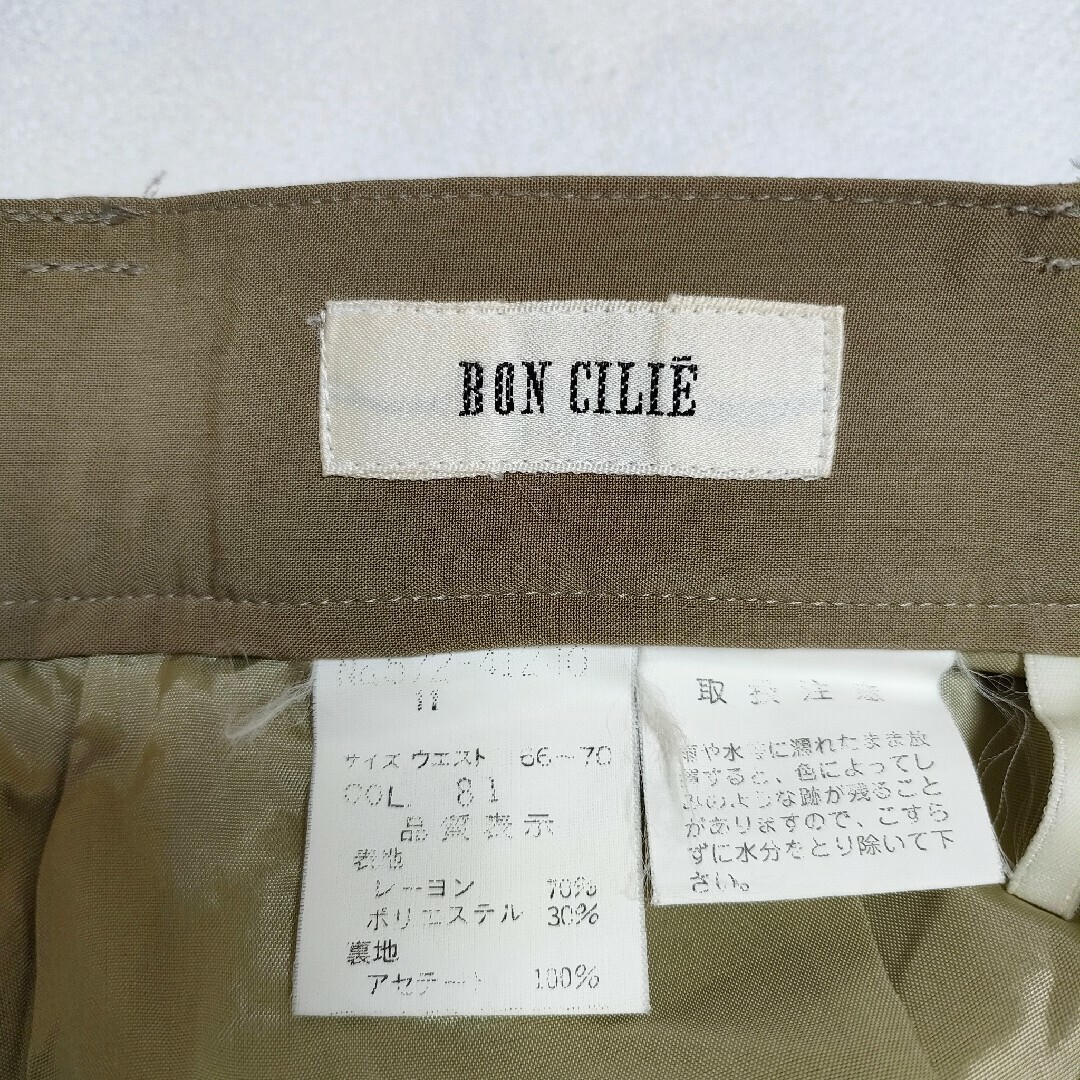 BON CILIĒ
No.572-41240
11
サイズ ウエスト 66~70
COL. 81
品質表示
表地
レーヨン 70%
ポリエステル 30%
裏地
アセテート 100%
取扱注意
雨や水等に濡れたまま放
置すると、色によってし
みのような跡が残ること
がありますので、こすら
ずに水分をとり除いて下
さい。